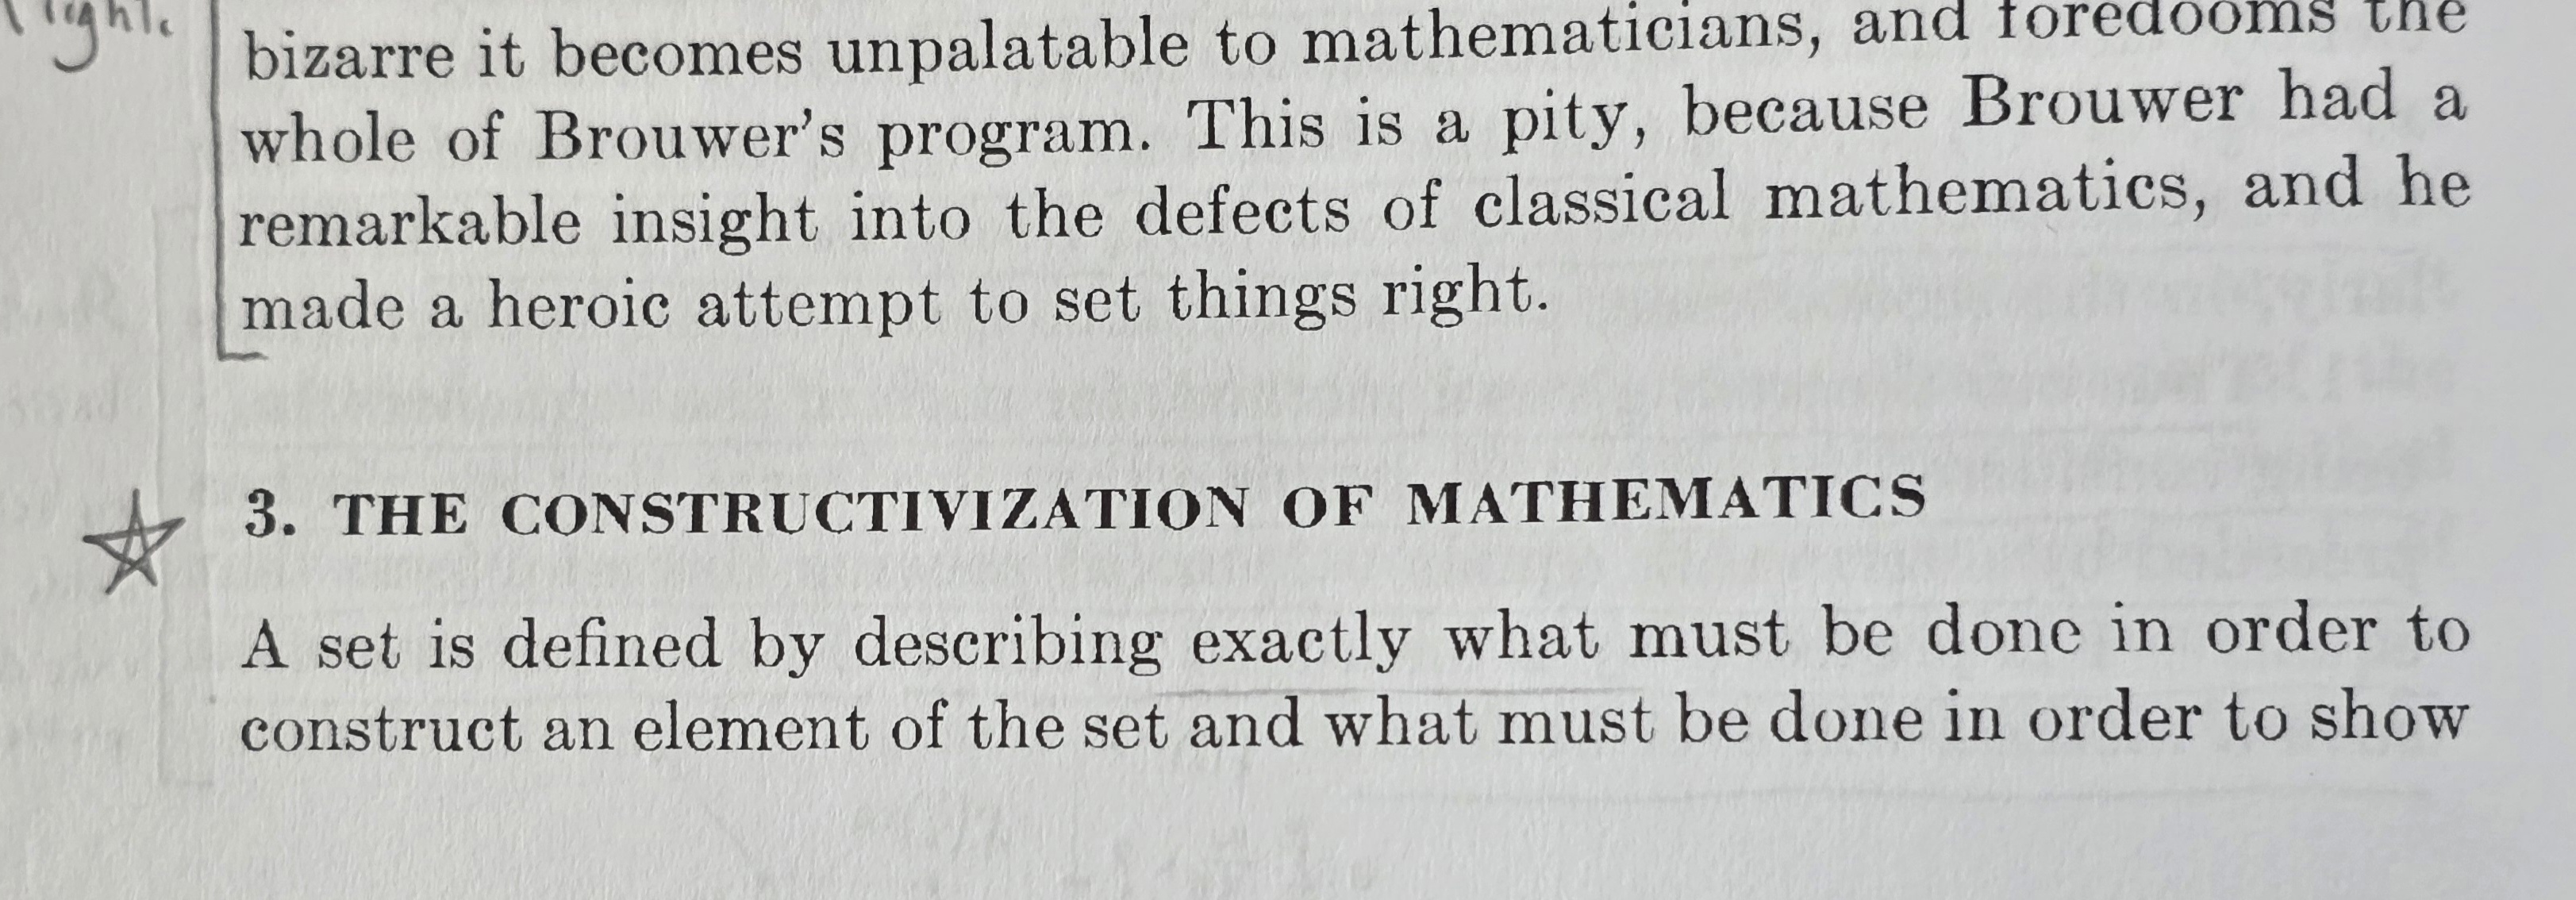 right.
bizarre it becomes unpalatable to mathematicians, and foredooms the
whole of Brouwer's program. This is a pity, because Brouwer had a
remarkable insight into the defects of classical mathematics, and he
made a heroic attempt to set things right.
3. THE CONSTRUCTIVIZATION OF MATHEMATICS
A set is defined by describing exactly what must be done in order to
construct an element of the set and what must be done in order to show